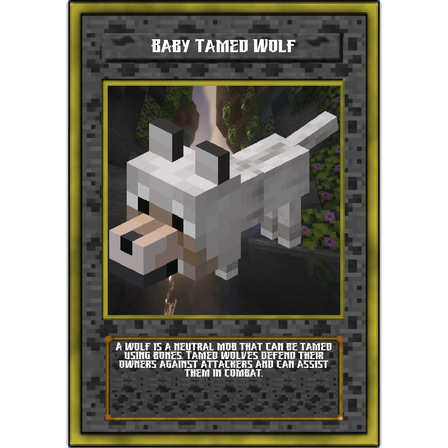 BABY TAMED WOLF
A WOLF IS A NEUTRAL MOB THAT CAN BE TAMED
USING BONES. TAMED WOLVES DEFEND THEIR
OWNERS AGAINST ATTACKERS AND CAN ASSIST
THEM IN COMBAT.